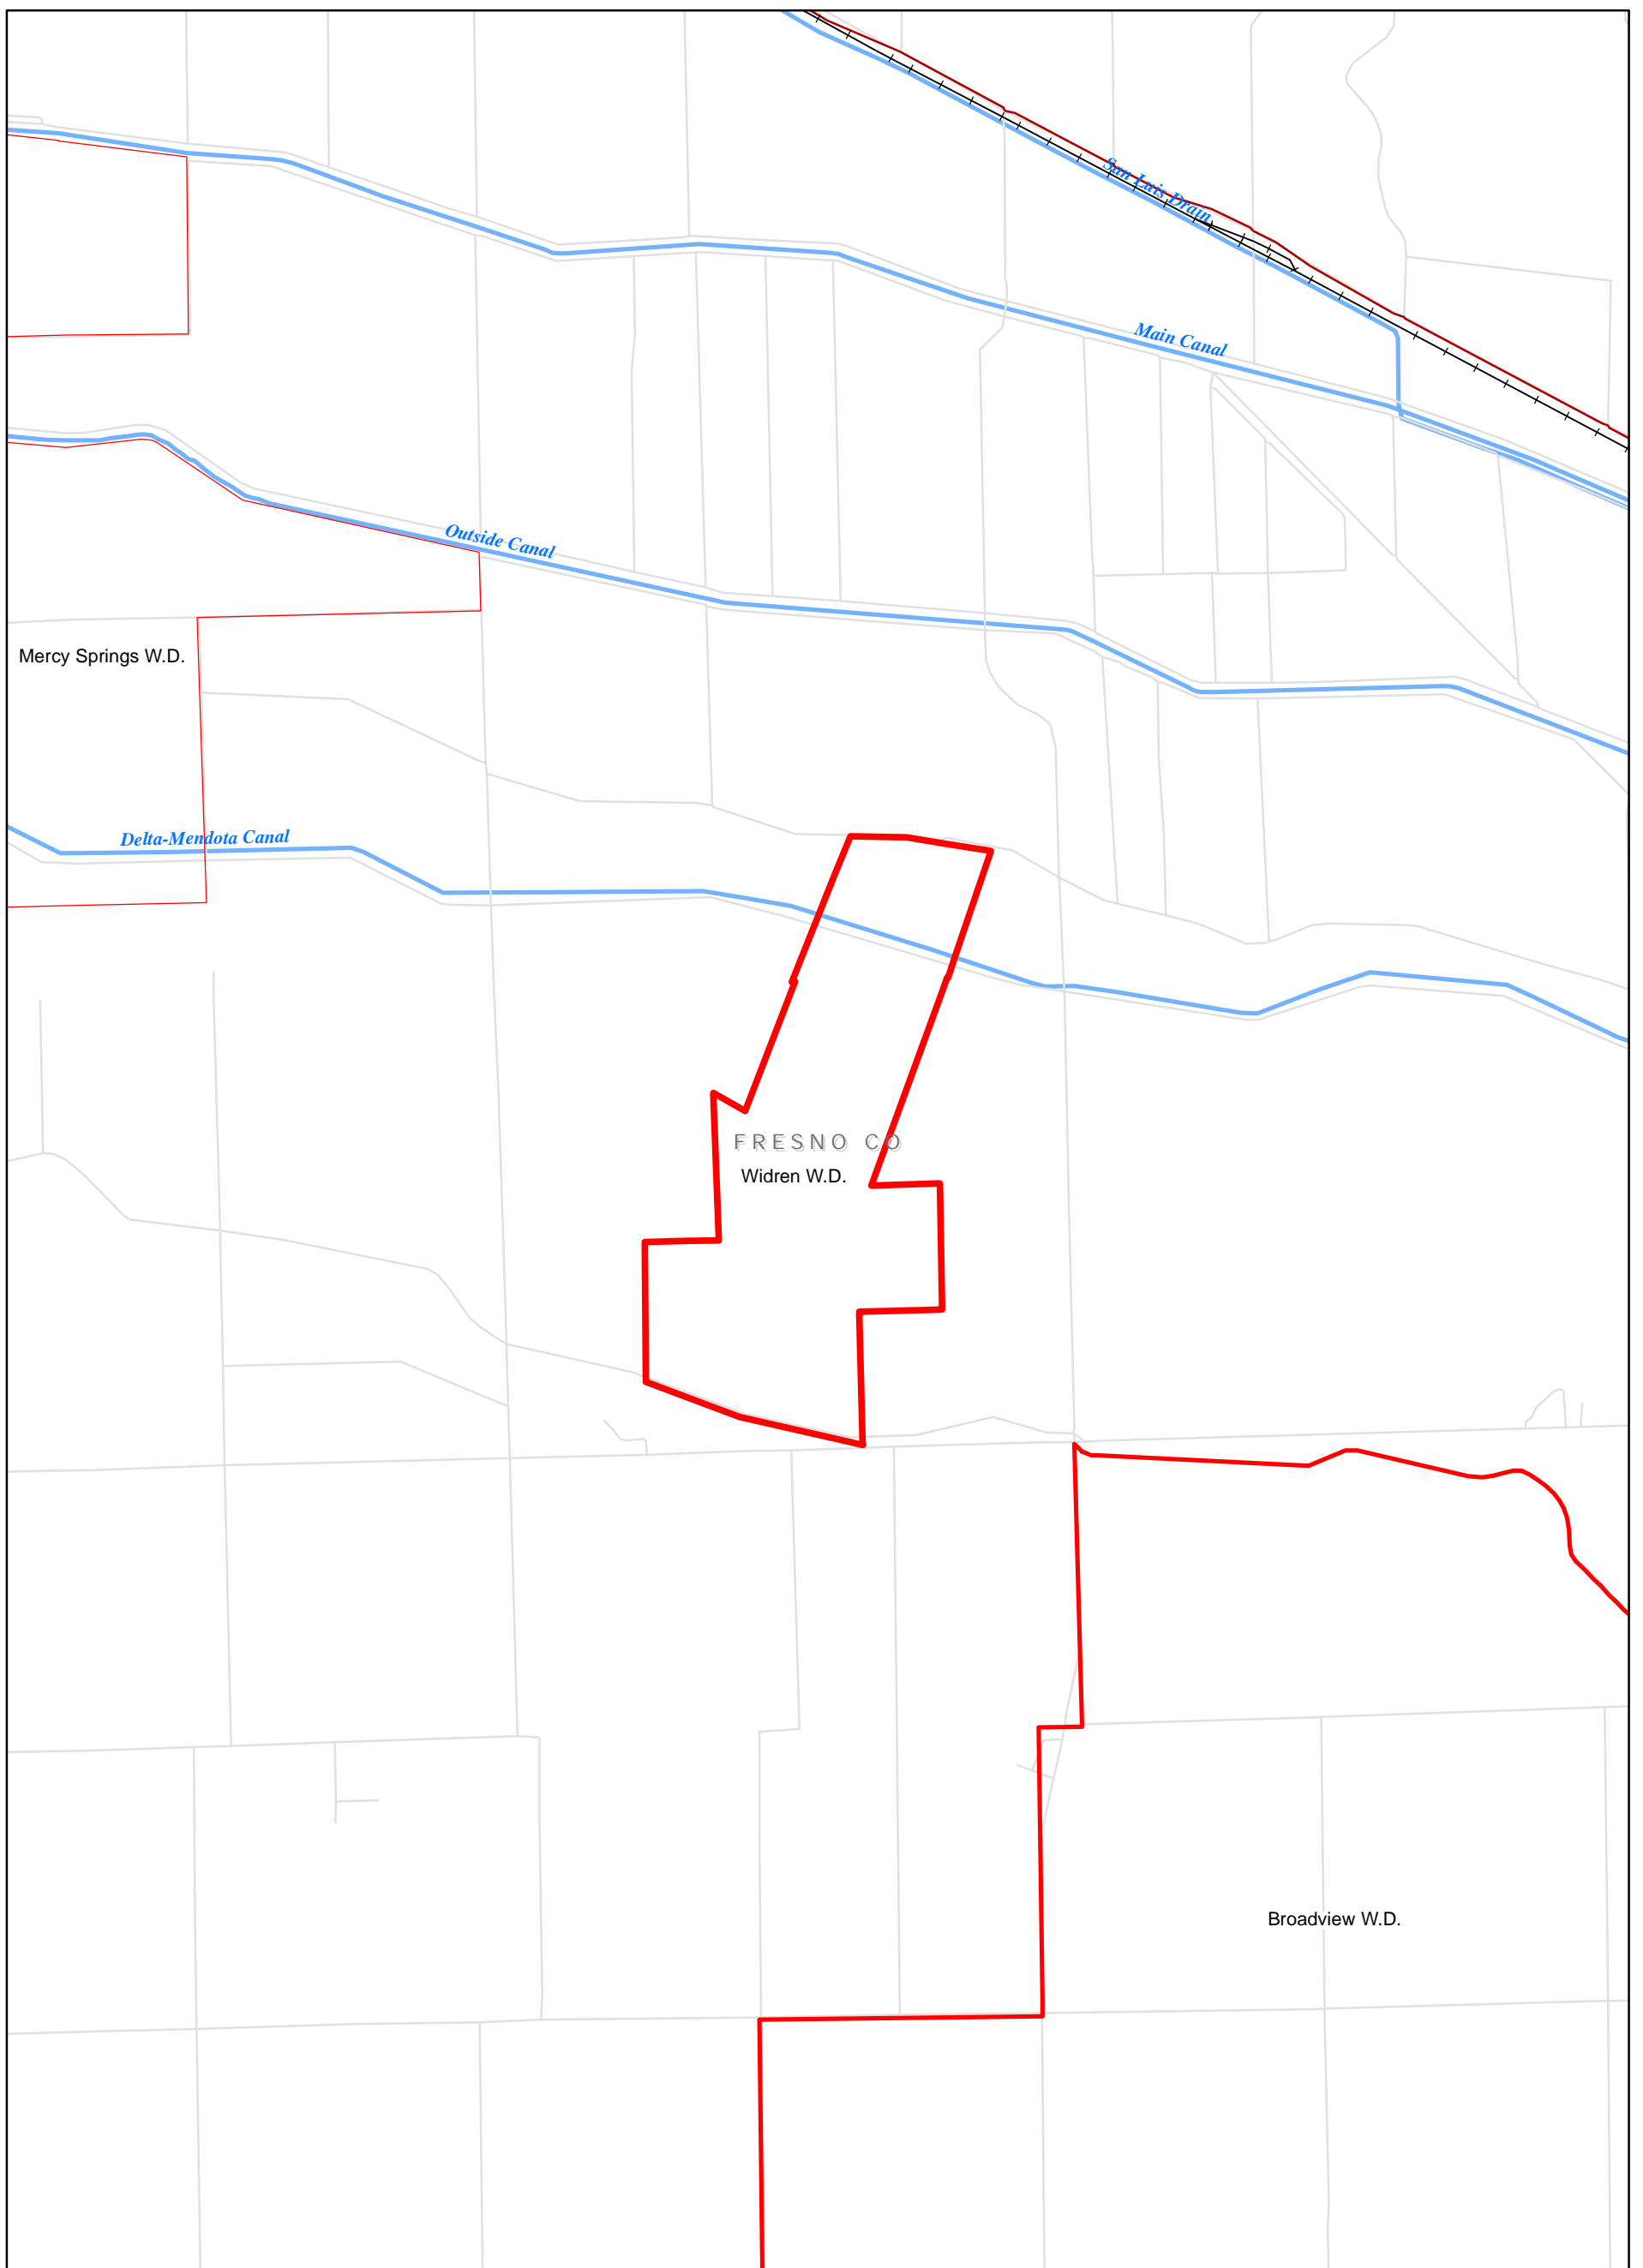 San Luis Drain
Main Canal
Outside Canal
Mercy Springs W.D.
Delta-Mendota Canal
FRESNO CO
Widren W.D.
Broadview W.D.